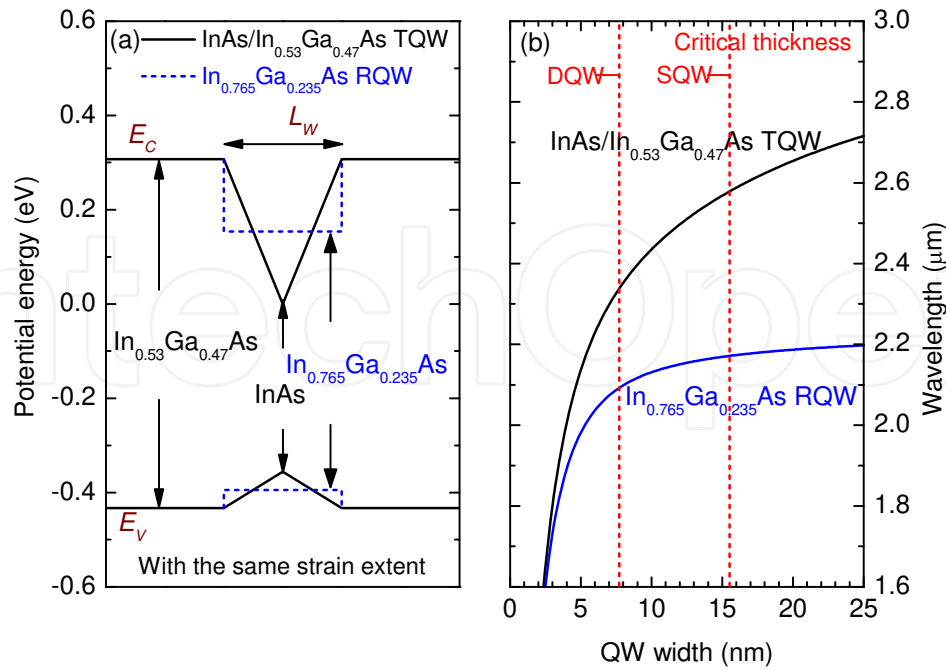 (a)
InAs/In0.53Ga0.47As TQW
In0.765Ga0.235As RQW
LW
EC
In0.53Ga0.47As
In0.765Ga0.235As
InAs
EV
With the same strain extent
Potential energy (eV)
0.6
0.4
0.2
0.0
-0.2
-0.4
-0.6
(b)
Critical thickness
DQW
SQW
InAs/In0.53Ga0.47As TQW
In0.765Ga0.235As RQW
3.0
2.8
2.6
2.4
2.2
2.0
1.8
1.6
Wavelength (μm)
0 5 10 15 20 25
QW width (nm)